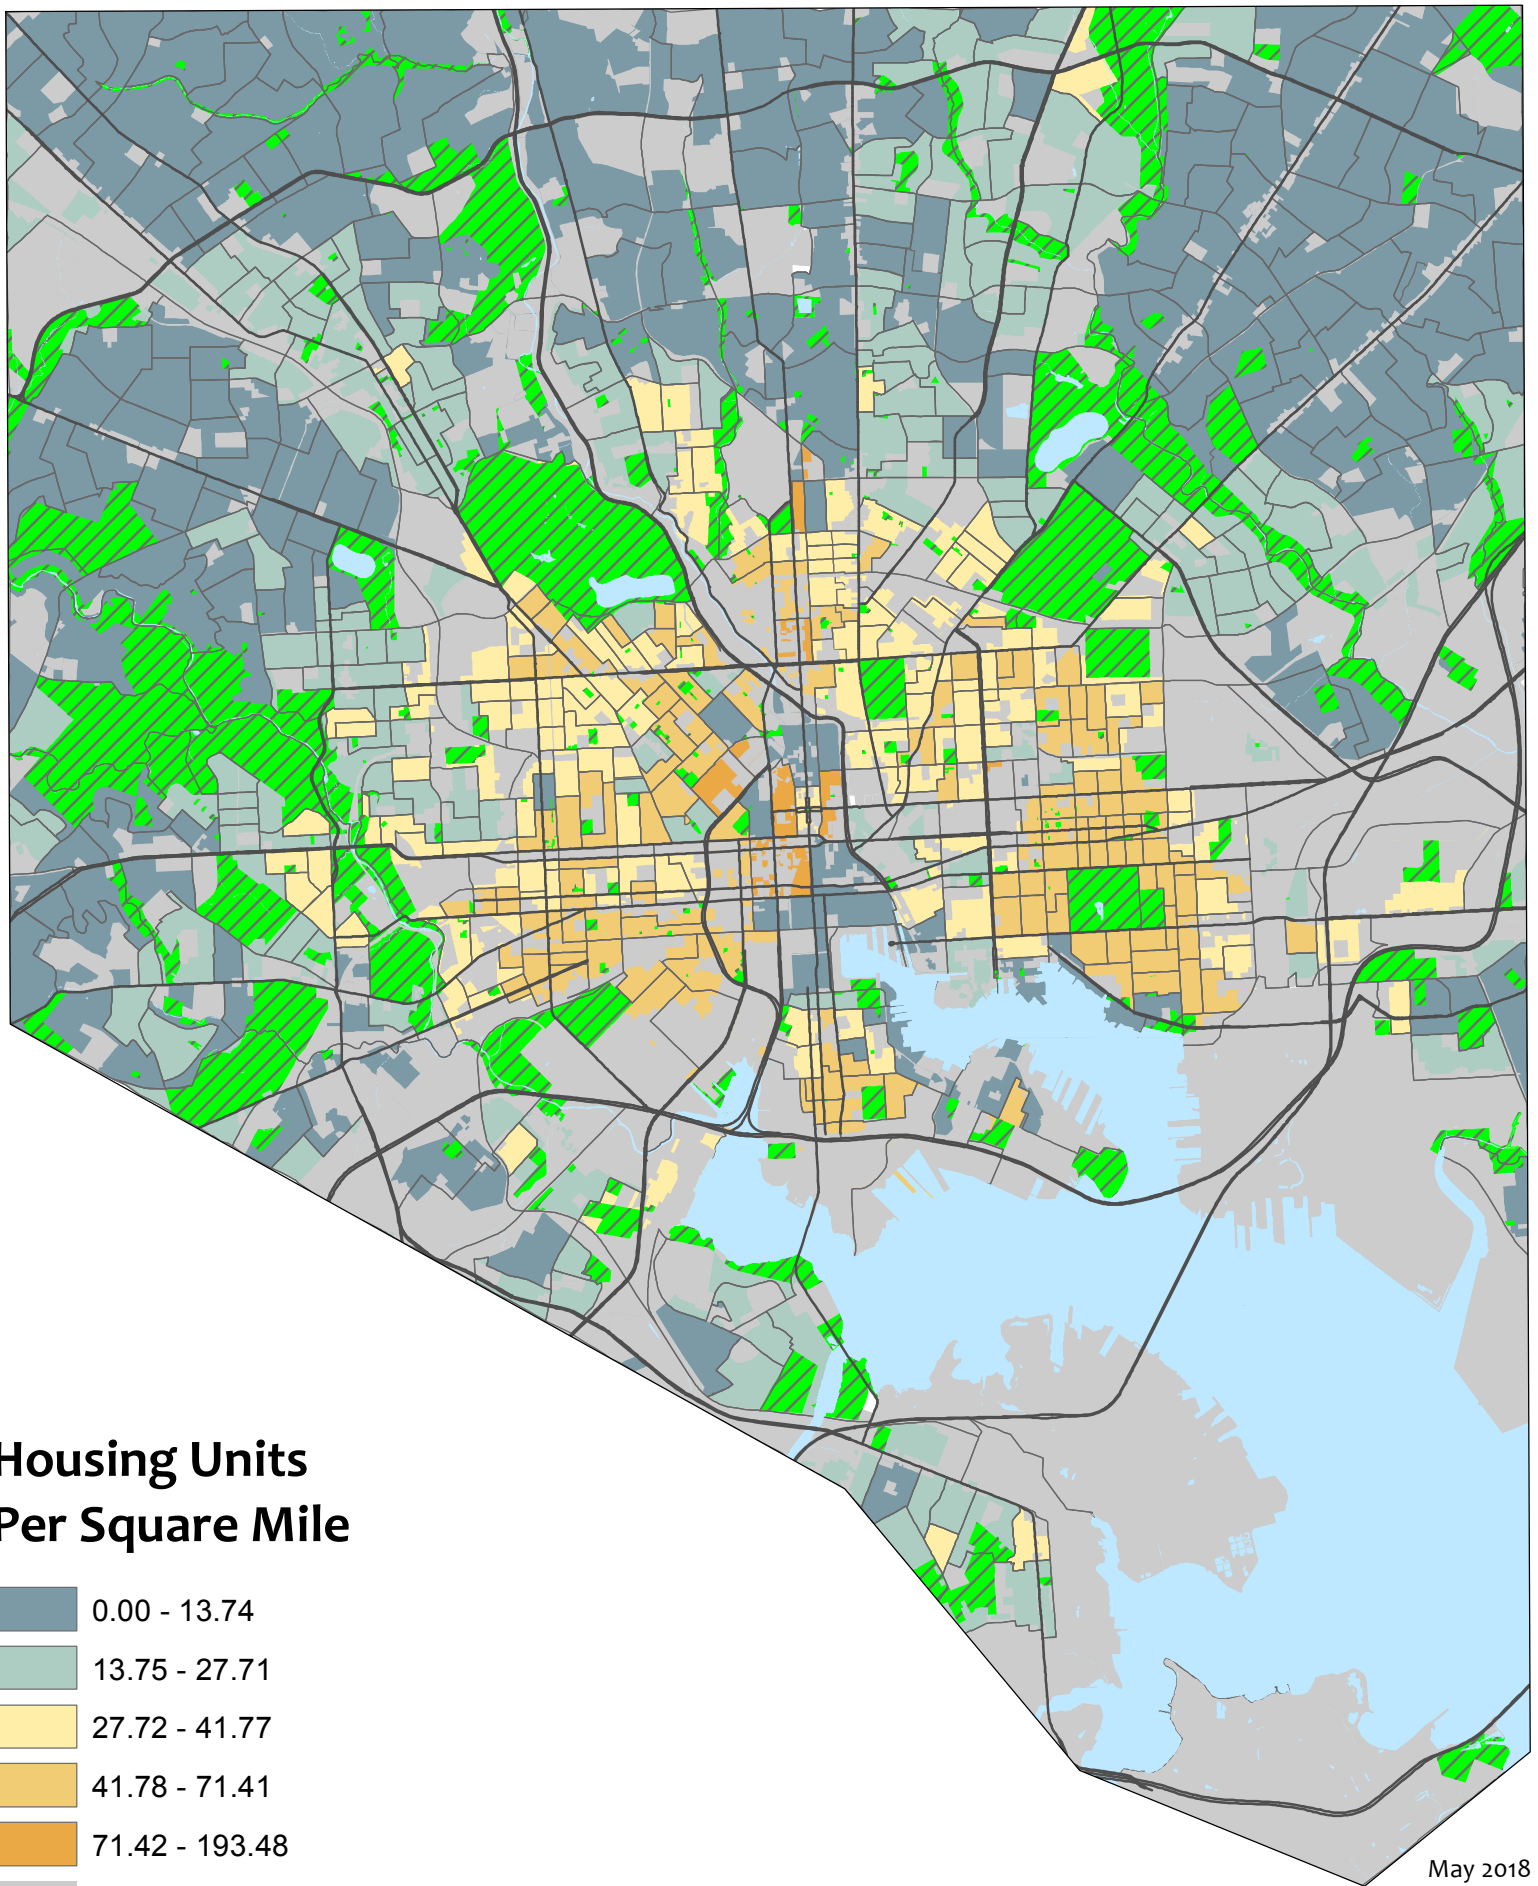 Housing Units
Per Square Mile
0.00 - 13.74
13.75 - 27.71
27.72 - 41.77
41.78 - 71.41
71.42 - 193.48
May 2018